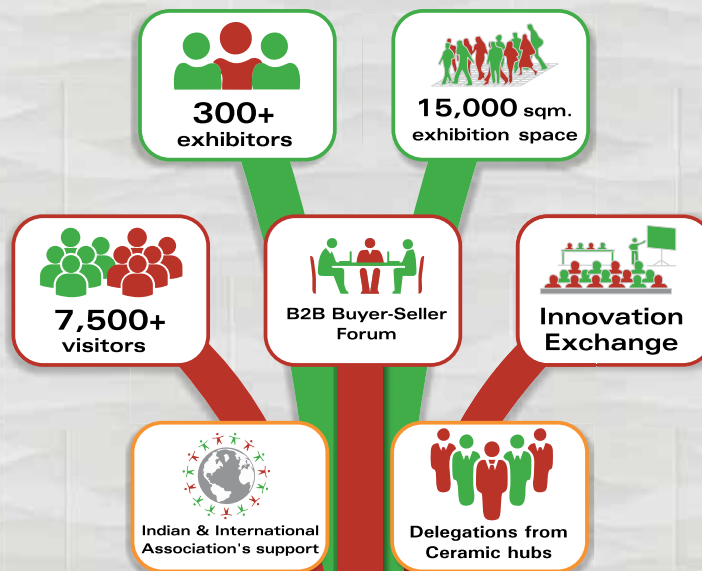 300+
exhibitors
15,000 sqm.
exhibition space
7,500+
visitors
B2B Buyer-Seller
Forum
Innovation
Exchange
Indian & International
Association's support
Delegations from
Ceramic hubs